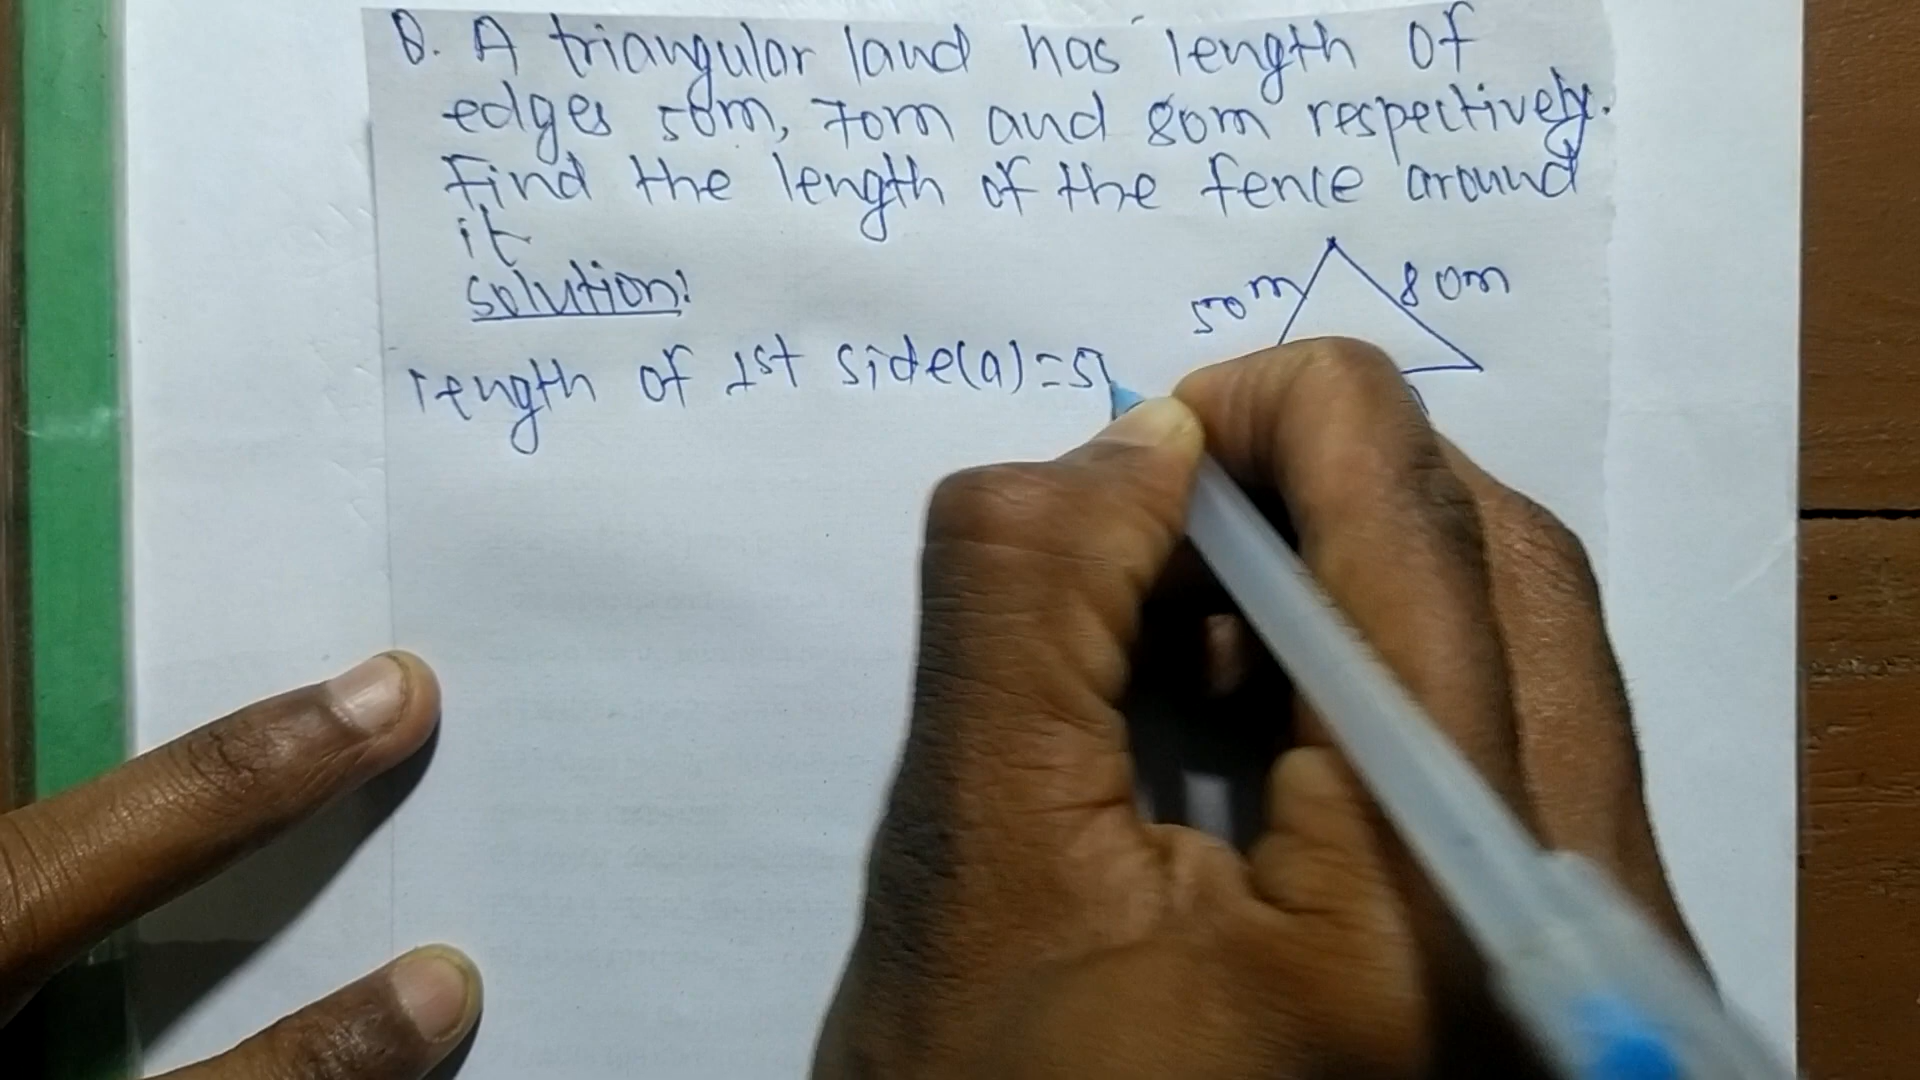 Q. A triangular land has length of
edges 50m, 70m and 80m respectively.
Find the length of the fence around
it
solution:
50m
80m
length of 1st side(a)=5